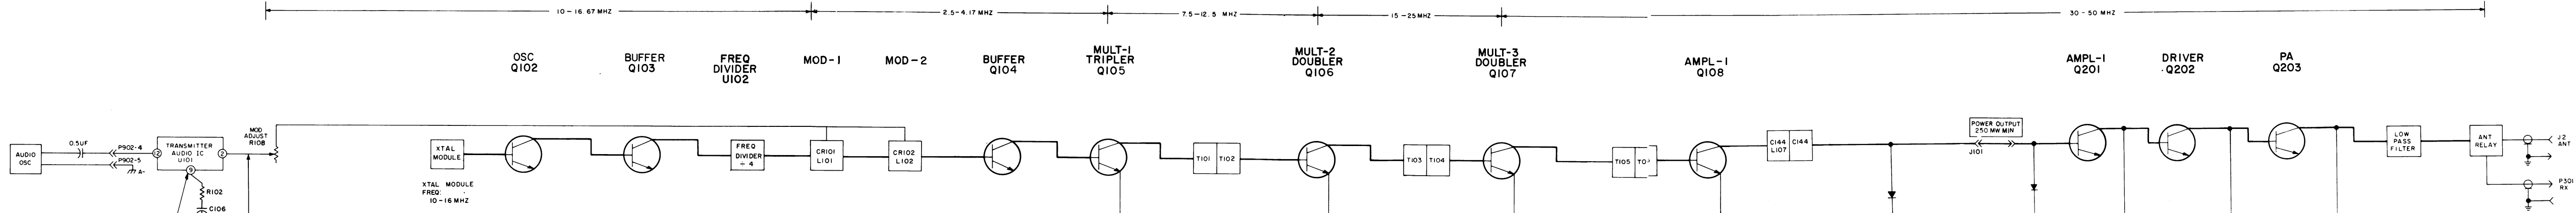 10-16.67 MHZ
2.5-4.17 MHZ
7.5-12.5 MHZ
15-25 MHZ
30-50 MHZ
OSC
Q102
BUFFER
Q103
FREQ
DIVIDER
U102
MOD-1
MOD-2
BUFFER
Q104
MULT-1
TRIPLER
Q105
MULT-2
DOUBLER
Q106
MULT-3
DOUBLER
Q107
AMPL-1
Q108
AMPL-1
Q201
DRIVER
Q202
PA
Q203
AUDIO
OSC
0.5UF
P902-4
P902-5
A-
12
TRANSMITTER
AUDIO IC
U101
2
9
R102
C106
MOD
ADJUST
R108
XTAL
MODULE
XTAL MODULE
FREQ:
10-16 MHZ
FREQ
DIVIDER
÷ 4
CR101
L101
CR102
L102
T101
T102
T103
T104
T105
C144
L107
C144
POWER OUTPUT
250 MW MIN
J101
LOW
PASS
FILTER
ANT
RELAY
J2
ANT
P301
RX